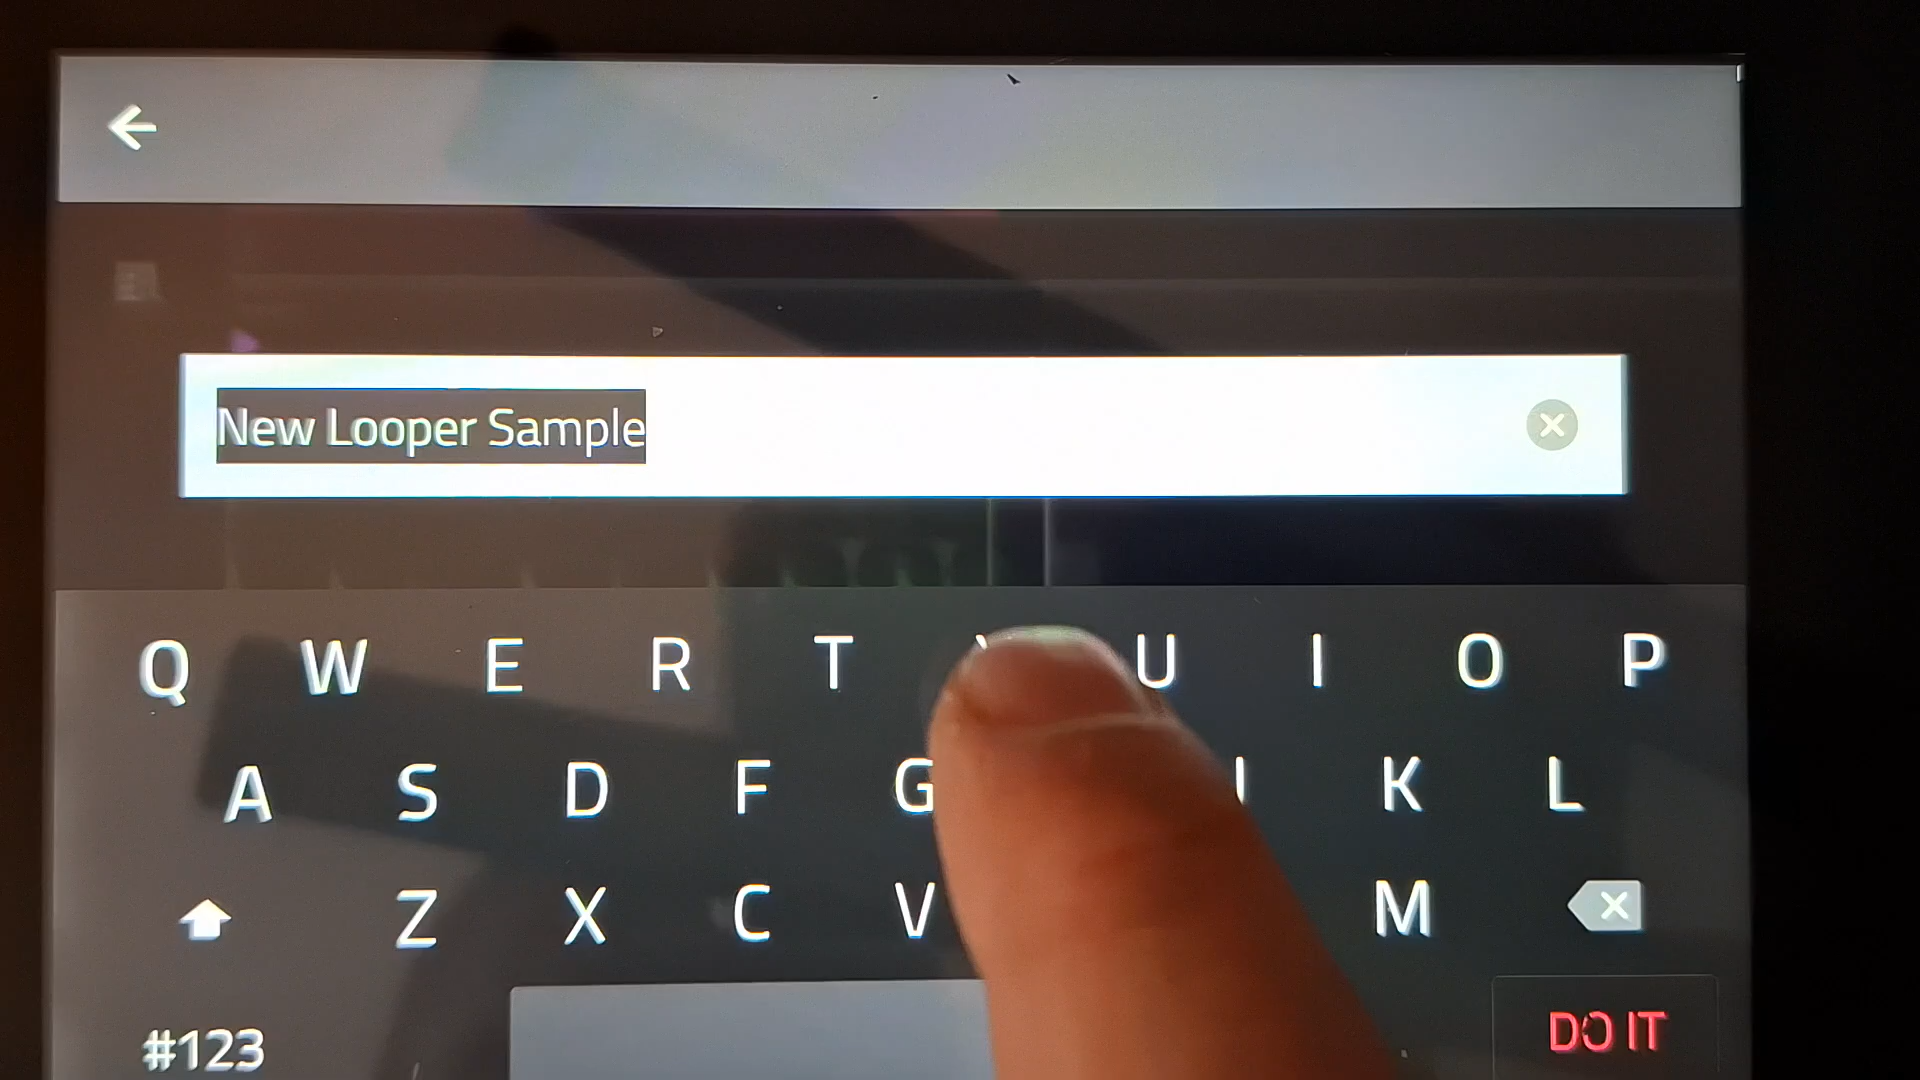 New Looper Sample
Q W E R T U I O P
A S D F G K L
Z X C V M
#123 DO IT